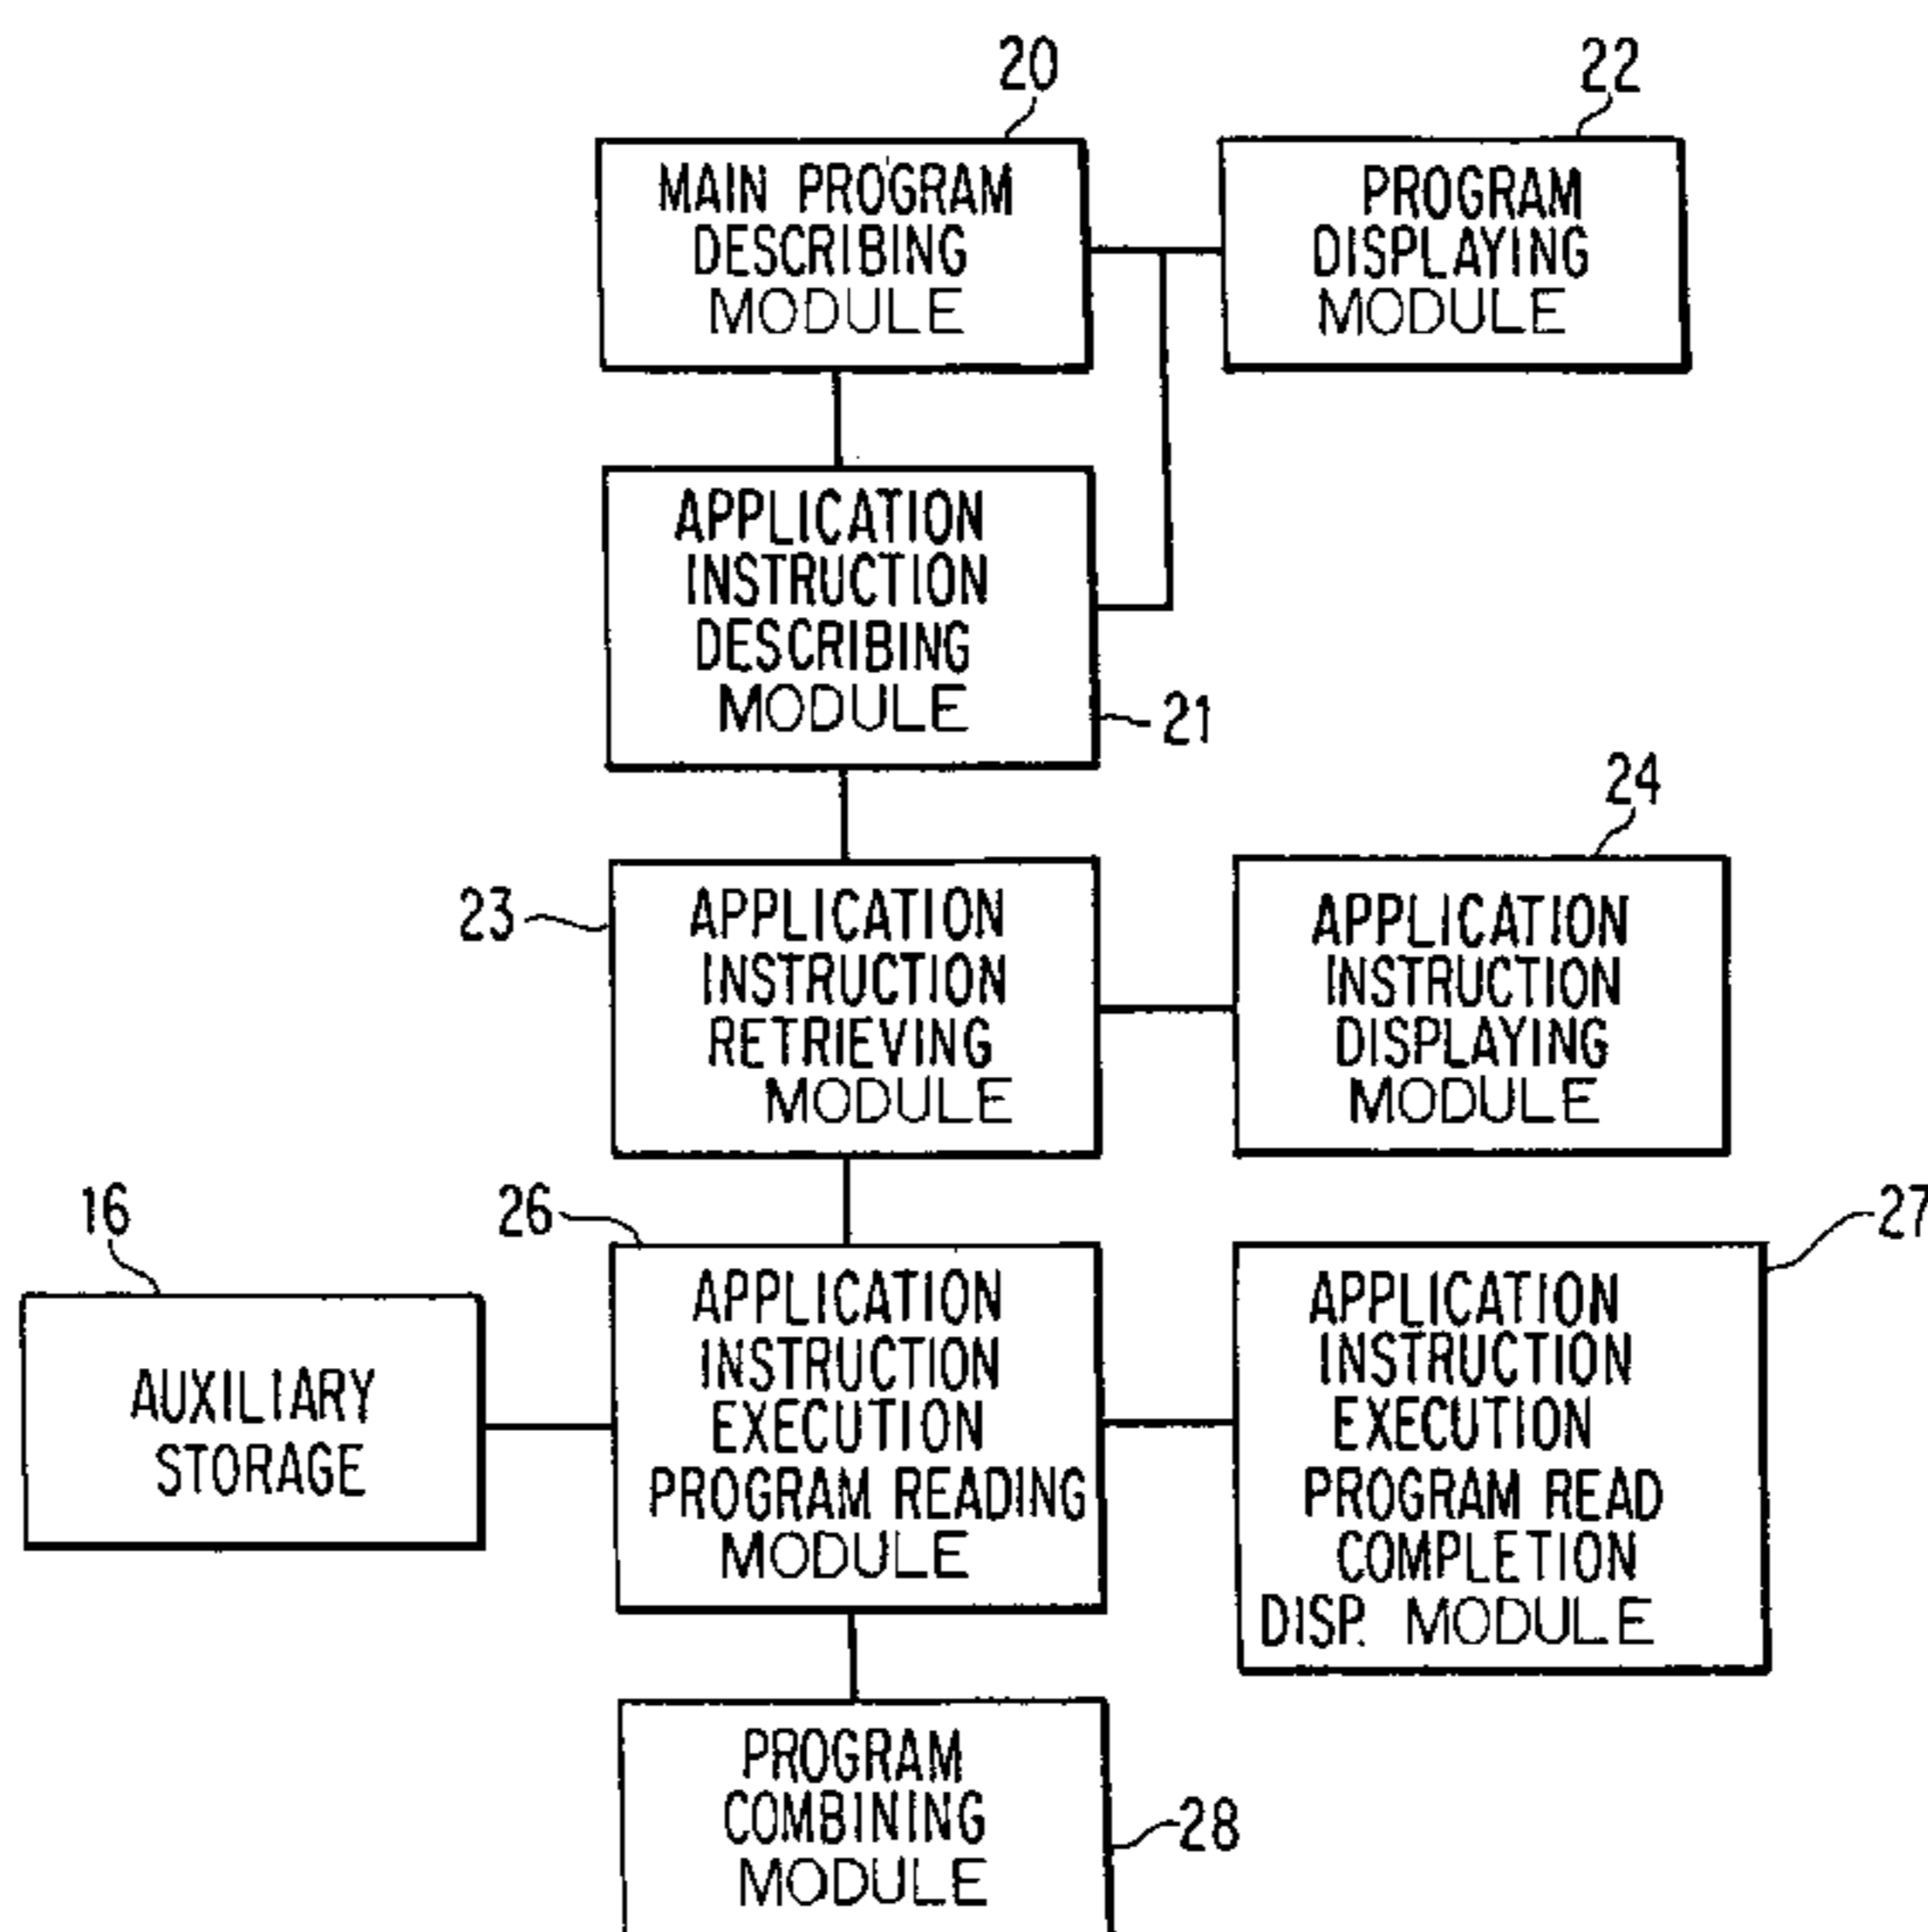 20
22
MAIN PROGRAM
DESCRIBING
MODULE
PROGRAM
DISPLAYING
MODULE
APPLICATION
INSTRUCTION
DESCRIBING
MODULE
21
24
23
APPLICATION
INSTRUCTION
RETRIEVING
MODULE
APPLICATION
INSTRUCTION
DISPLAYING
MODULE
16
26
27
AUXILIARY
STORAGE
APPLICATION
INSTRUCTION
EXECUTION
PROGRAM READING
MODULE
APPLICATION
INSTRUCTION
EXECUTION
PROGRAM READ
COMPLETION
DISP. MODULE
PROGRAM
COMBINING
MODULE
28